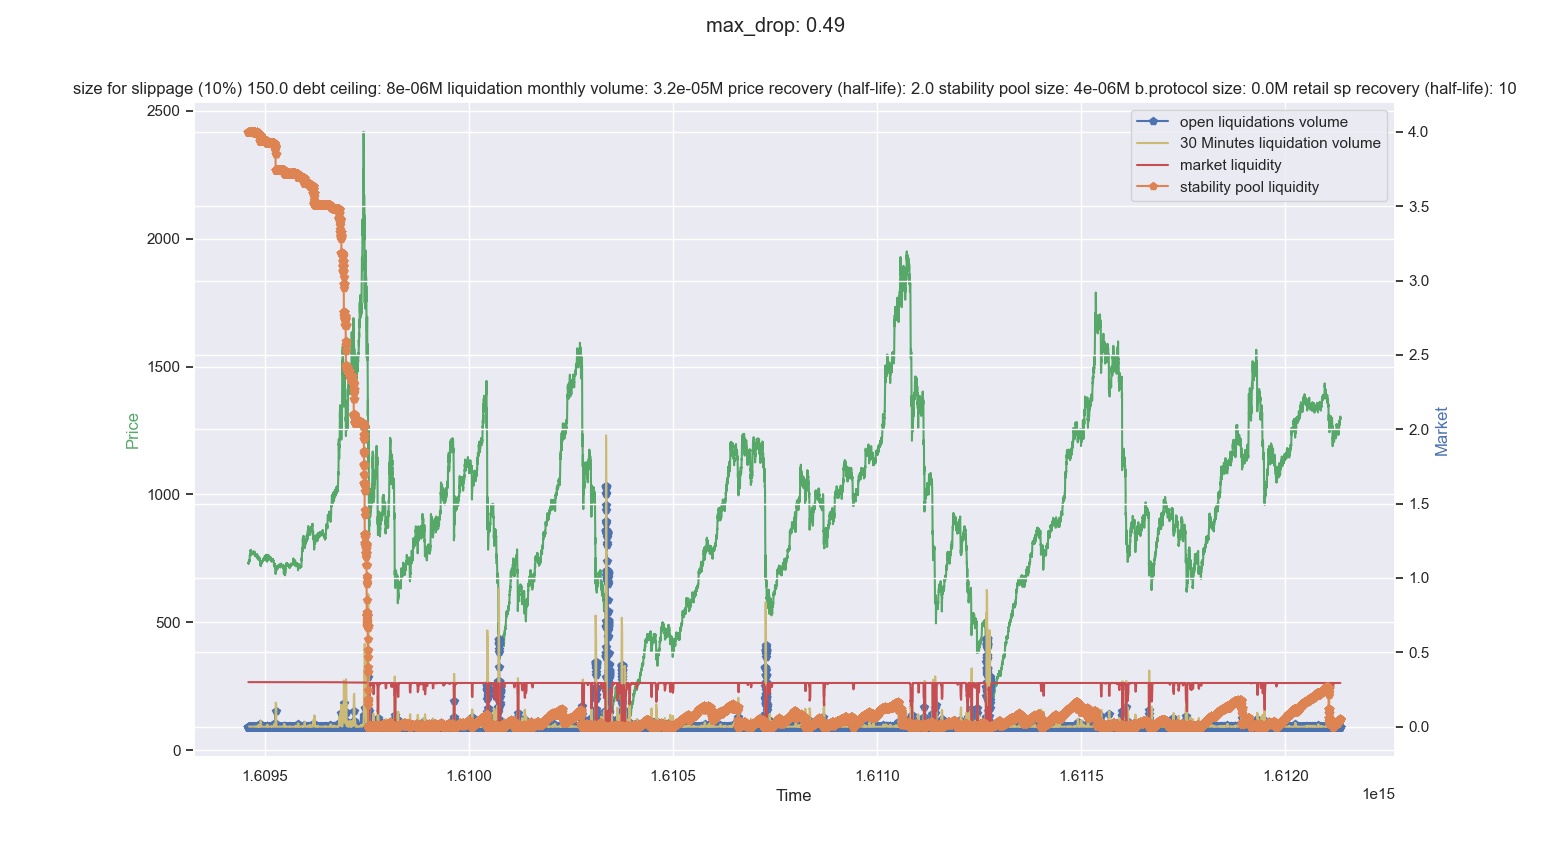 max_drop: 0.49
size for slippage (10%) 150.0 debt ceiling: 8e-06M liquidation monthly volume: 3.2e-05M price recovery (half-life): 2.0 stability pool size: 4e-06M b.protocol size: 0.0M retail sp recovery (half-life): 10
open liquidations volume
30 Minutes liquidation volume
market liquidity
stability pool liquidity
2500
2000
1500
1000
500
0
Price
4.0
3.5
3.0
2.5
2.0
1.5
1.0
0.5
0.0
Market
1.6095 1.6100 1.6105 1.6110 1.6115 1.6120
Time
1e15